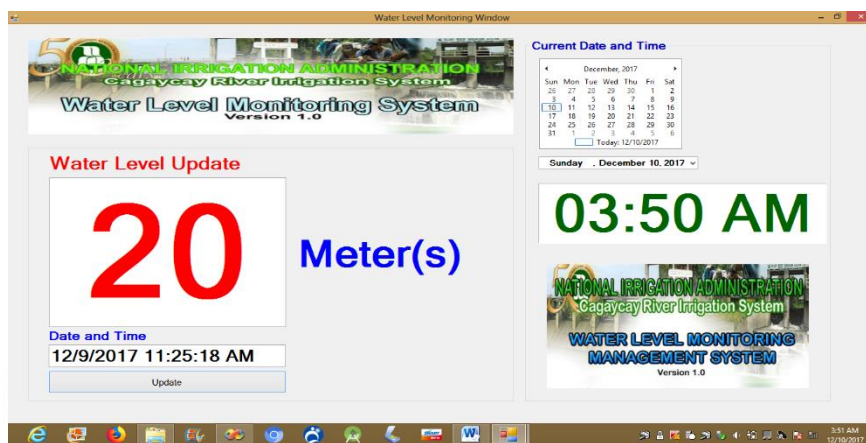 Water Level Monitoring Window
50
NATIONAL IRRIGATION ADMINISTRATION
Cagaycay River Irrigation System
Water Level Monitoring System
Version 1.0
Water Level Update
20
Meter(s)
Date and Time
12/9/2017 11:25:18 AM
Update
Current Date and Time
December, 2017
Sun Mon Tue Wed Thu Fri Sat
26 27 28 29 30 1 2
3 4 5 6 7 8 9
10 11 12 13 14 15 16
17 18 19 20 21 22 23
24 25 26 27 28 29 30
31 1 2 3 4 5 6
Today: 12/10/2017
Sunday , December 10, 2017
03:50 AM
NATIONAL IRRIGATION ADMINISTRATION
Cagaycay River Irrigation System
WATER LEVEL MONITORING
MANAGEMENT SYSTEM
Version 1.0
3:51 AM
12/10/2017